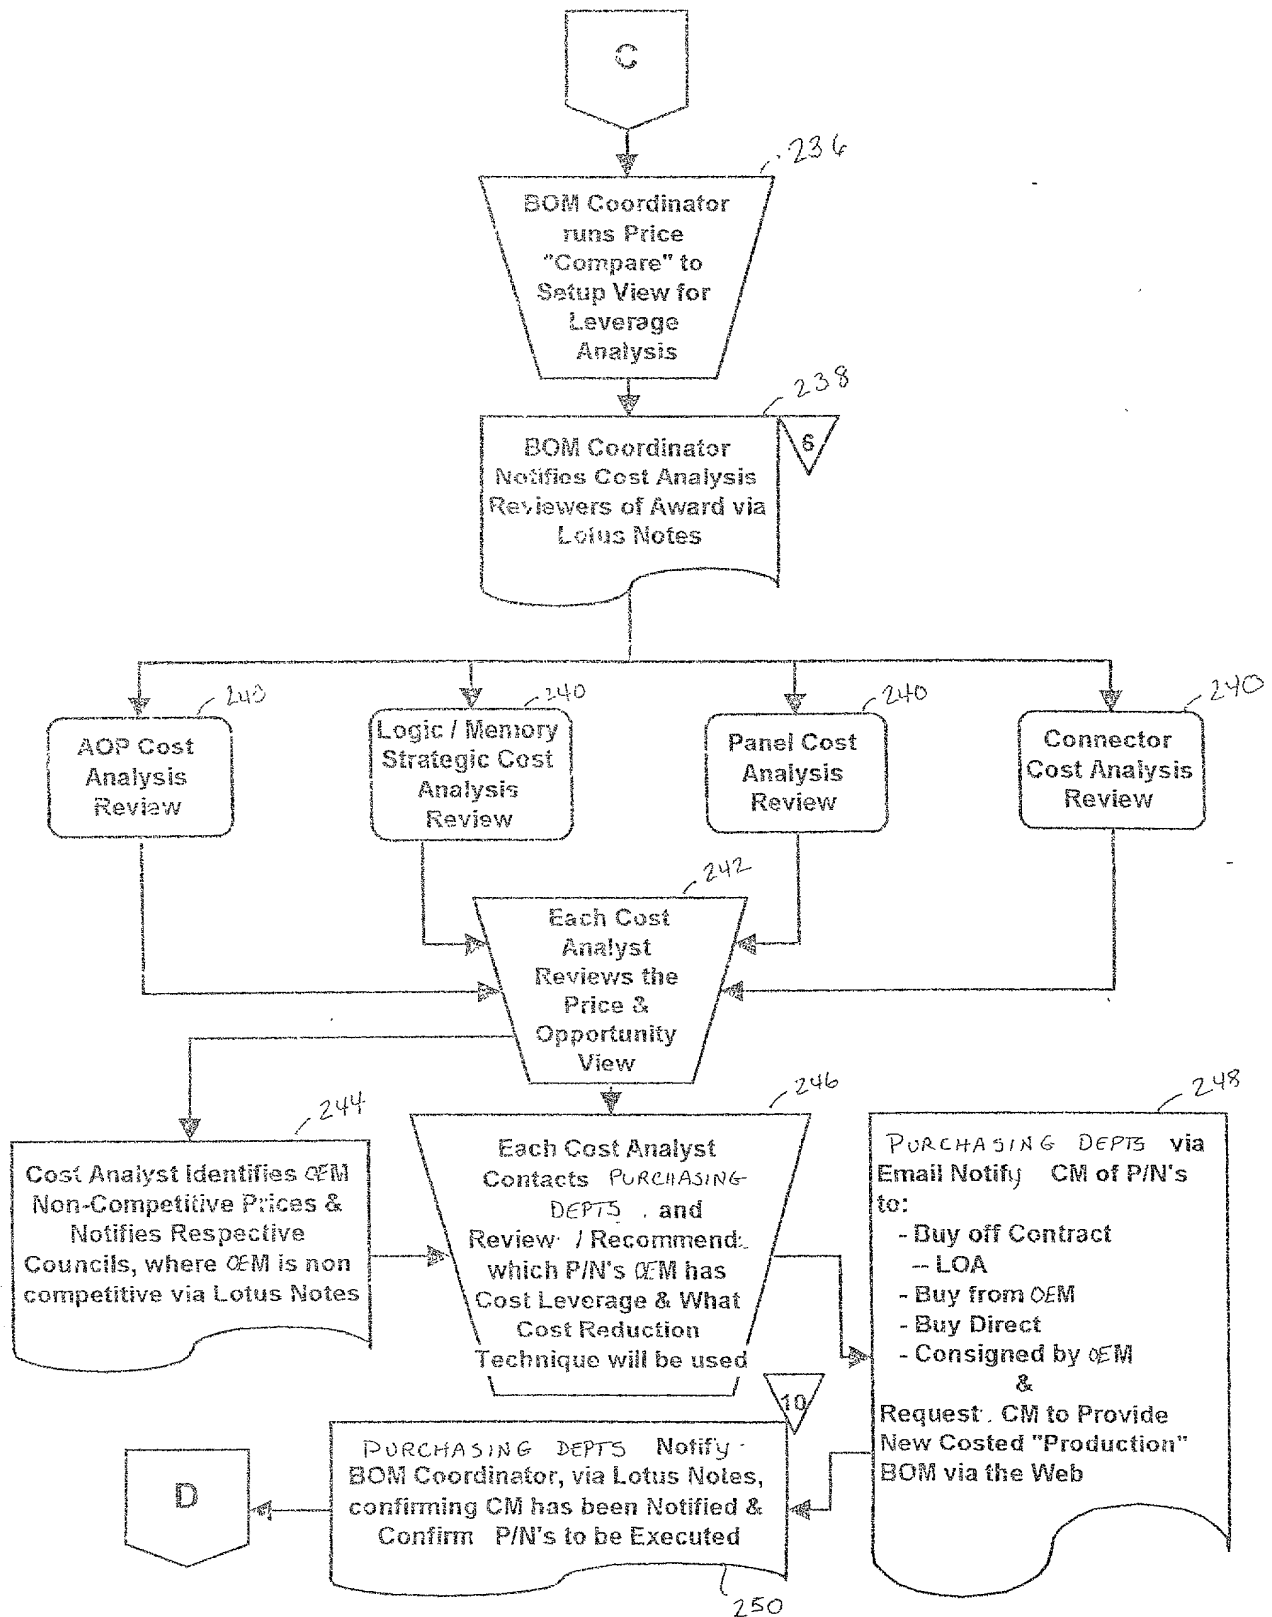 C
236
BOM Coordinator
runs Price
"Compare" to
Setup View for
Leverage
Analysis
238
6
BOM Coordinator
Notifies Cost Analysis
Reviewers of Award via
Lotus Notes
240
AOP Cost
Analysis
Review
240
Logic / Memory
Strategic Cost
Analysis
Review
240
Panel Cost
Analysis
Review
240
Connector
Cost Analysis
Review
242
Each Cost
Analyst
Reviews the
Price &
Opportunity
View
244
Cost Analyst Identifies OEM
Non-Competitive Prices &
Notifies Respective
Councils, where OEM is non
competitive via Lotus Notes
246
Each Cost Analyst
Contacts PURCHASING
DEPTS . and
Review / Recommend
which P/N's OEM has
Cost Leverage & What
Cost Reduction
Technique will be used
248
PURCHASING DEPTS via
Email Notify CM of P/N's
to:
- Buy off Contract
-- LOA
- Buy from OEM
- Buy Direct
- Consigned by OEM
&
Request . CM to Provide
New Costed "Production"
BOM via the Web
10
PURCHASING DEPTS Notify
BOM Coordinator, via Lotus Notes,
confirming CM has been Notified &
Confirm P/N's to be Executed
250
D